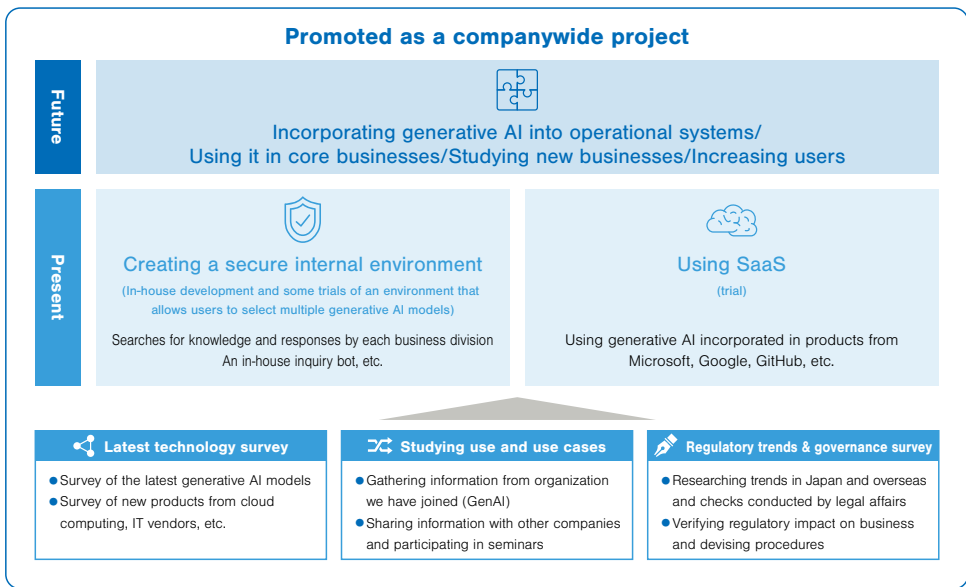 Promoted as a companywide project
Future
Incorporating generative AI into operational systems/
Using it in core businesses/Studying new businesses/Increasing users
Present
Creating a secure internal environment
(In-house development and some trials of an environment that
allows users to select multiple generative AI models)
Searches for knowledge and responses by each business division
An in-house inquiry bot, etc.
Using SaaS
(trial)
Using generative AI incorporated in products from
Microsoft, Google, GitHub, etc.
Latest technology survey
● Survey of the latest generative AI models
● Survey of new products from cloud
computing, IT vendors, etc.
Studying use and use cases
● Gathering information from organization
we have joined (GenAI)
● Sharing information with other companies
and participating in seminars
Regulatory trends & governance survey
● Researching trends in Japan and overseas
and checks conducted by legal affairs
● Verifying regulatory impact on business
and devising procedures